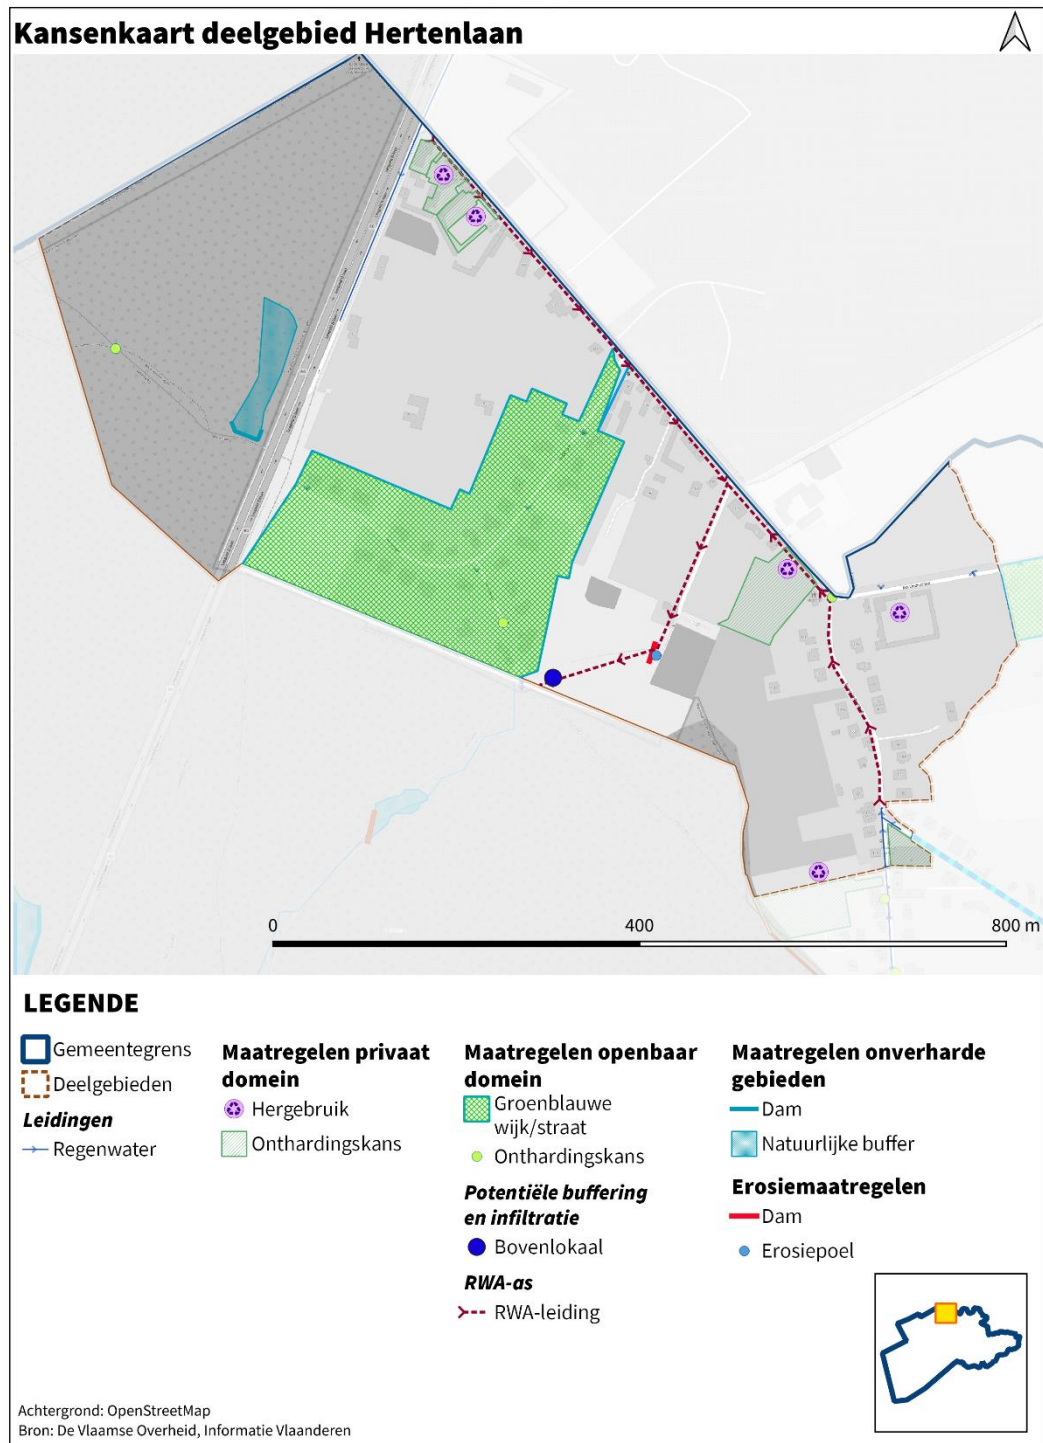 Kansenkaart deelgebied Hertenlaan
0
400
800 m
LEGENDE
Gemeentegrens
Deelgebieden
Leidingen
Regenwater
Maatregelen privaat
domein
Hergebruik
Onthardingskans
Maatregelen openbaar
domein
Groenblauwe
wijk/straat
Onthardingskans
Potentiële buffering
en infiltratie
Bovenlokaal
RWA-as
RWA-leiding
Maatregelen onverharde
gebieden
Dam
Natuurlijke buffer
Erosiemaatregelen
Dam
Erosiepoel
Achtergrond: OpenStreetMap
Bron: De Vlaamse Overheid, Informatie Vlaanderen